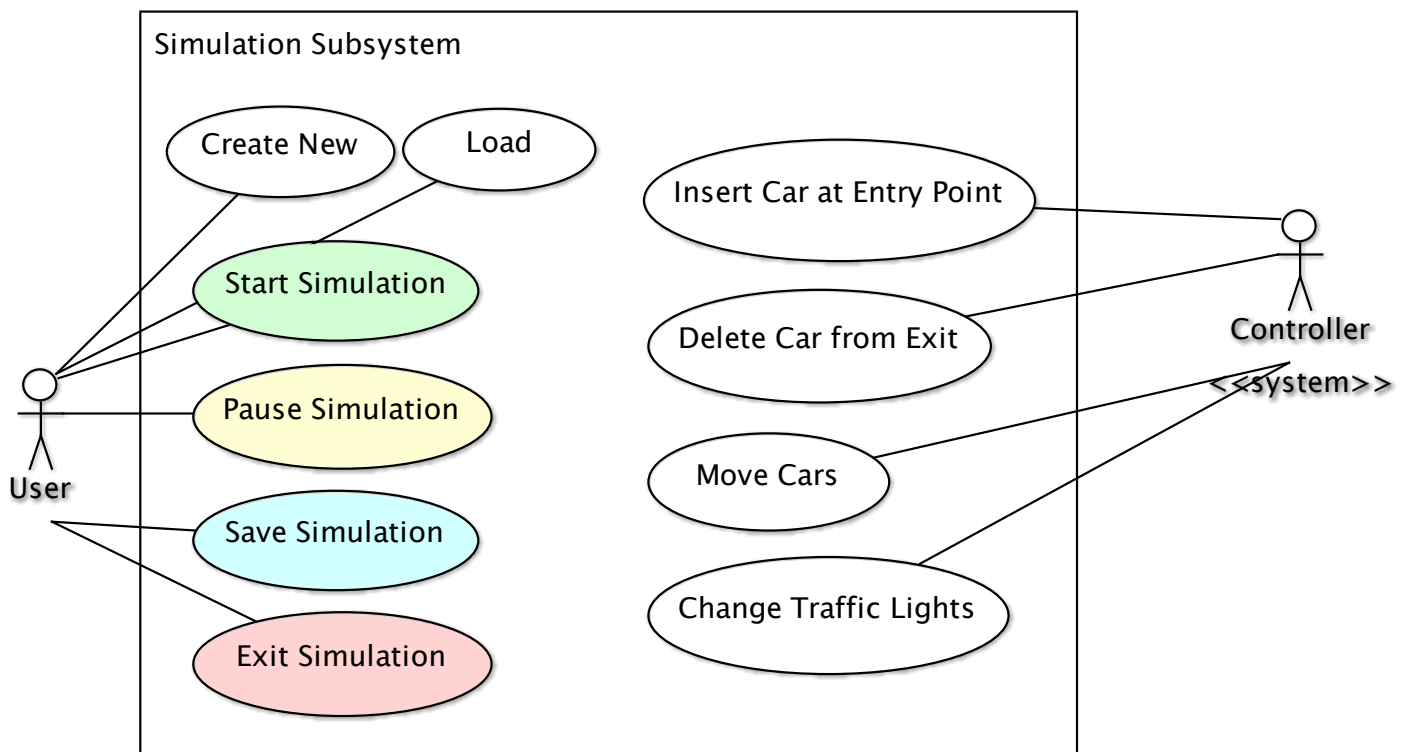 Simulation Subsystem
Create New
Load
Insert Car at Entry Point
Start Simulation
Delete Car from Exit
Controller
<<system>>
Pause Simulation
Move Cars
User
Save Simulation
Change Traffic Lights
Exit Simulation